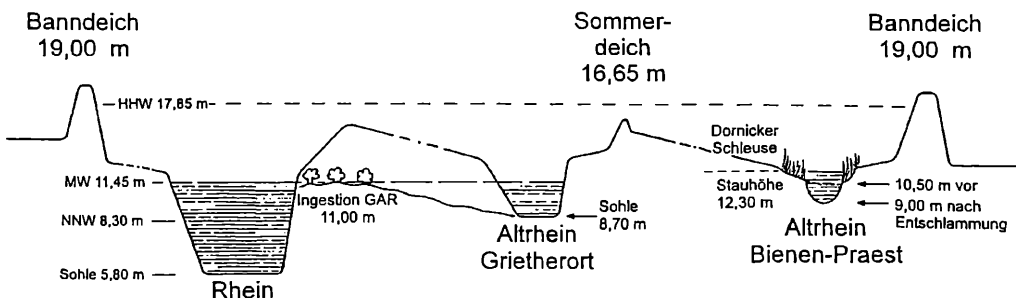 Banndeich
19,00 m
Sommer-
deich
16,65 m
Banndeich
19,00 m
HHW 17,85 m
Dornicker
Schleuse
MW 11,45 m
Ingestion GAR
11,00 m
Stauhöhe
12,30 m
10,50 m vor
9,00 m nach
Entschlammung
NNW 8,30 m
Sohle
8,70 m
Altrhein
Grietherort
Altrhein
Bienen-Praest
Sohle 5,80 m
Rhein